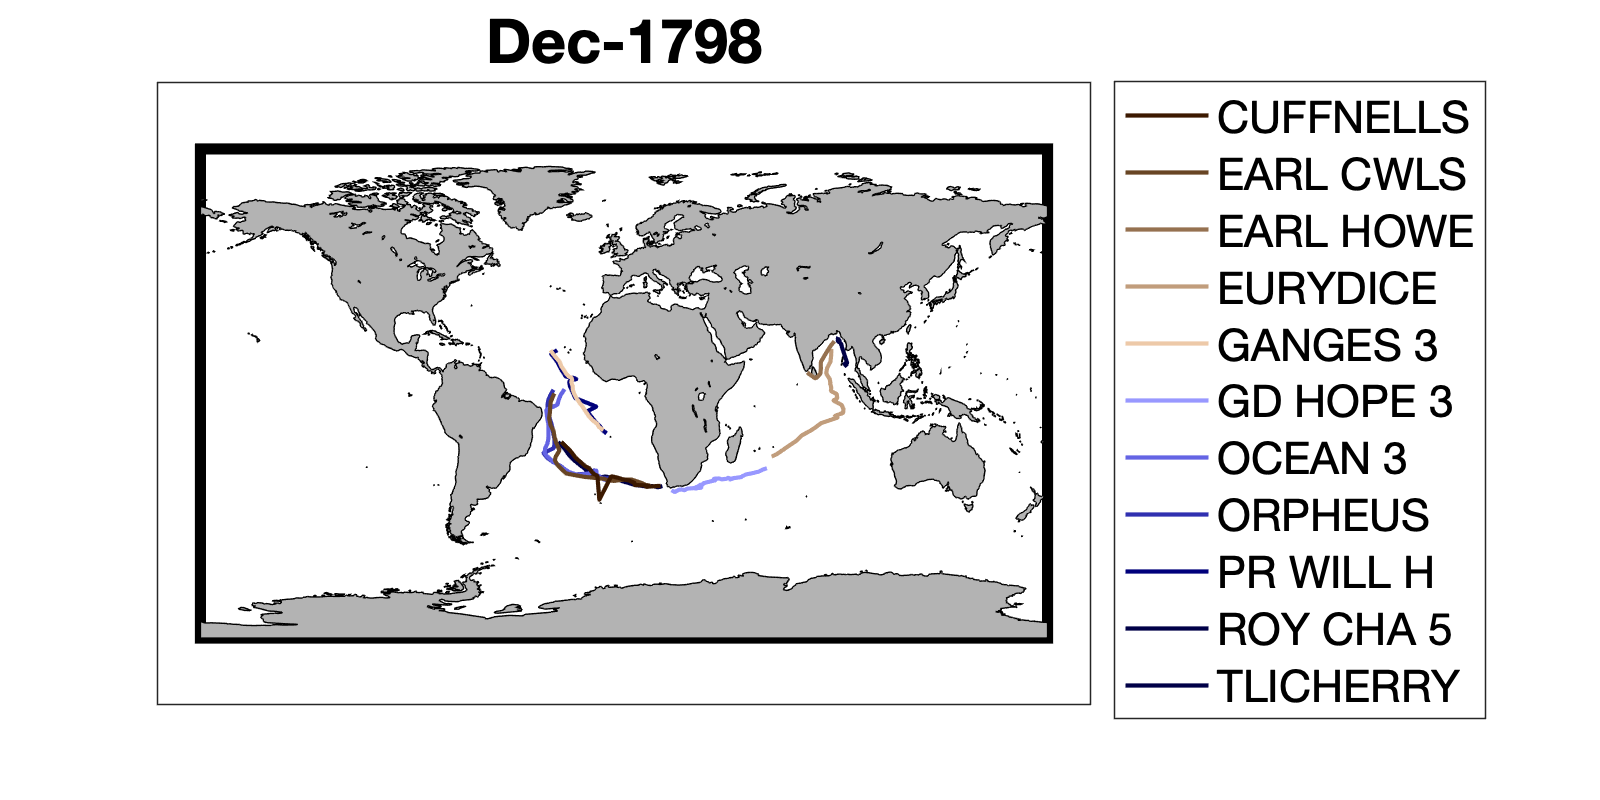 Dec-1798
CUFFNELLS
EARL CWLS
EARL HOWE
EURYDICE
GANGES 3
GD HOPE 3
OCEAN 3
ORPHEUS
PR WILL H
ROY CHA 5
TLICHERRY